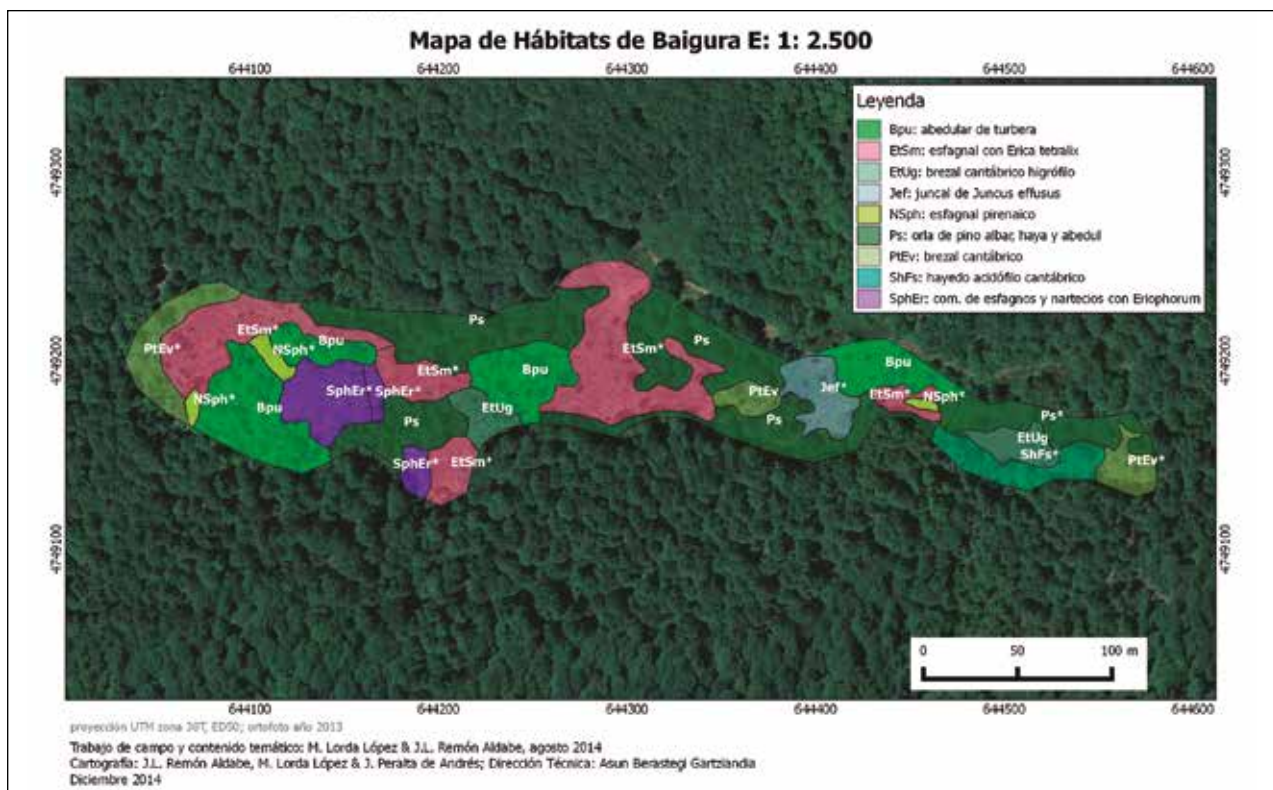 Mapa de Hábitats de Baigura E: 1: 2.500
644100 644200 644300 644400 644500 644600
4749300
4749300
Leyenda
Bpu: abedular de turbera
EtSm: esfagnal con Erica tetralix
EtUg: brezal cantábrico higrófilo
Jef: juncal de Juncus effusus
NSph: esfagnal pirenaico
Ps: orla de pino albar, haya y abedul
PtEv: brezal cantábrico
ShFs: hayedo acidófilo cantábrico
SphEr: com. de esfagnos y nartecios con Eriophorum
4749200
4749200
Ps
EtSm*
Bpu
PtEv*
NSph*
Ps
EtSm*
EtSm*
Bpu
SphEr*
SphEr*
PtEv
Jef*
Bpu
EtSm*
NSph*
NSph*
Bpu
EtUg
Ps
Ps
Ps*
EtUg
ShFs*
PtEv*
SphEr*
EtSm*
4749100
4749100
0 50 100 m
644100 644200 644300 644400 644500 644600
proyección UTM zona 30T, ED50; ortofoto año 2013
Trabajo de campo y contenido temático: M. Lorda López & J.L. Remón Aldabe, agosto 2014
Cartografía: J.L. Remón Aldabe, M. Lorda López & J. Peralta de Andrés; Dirección Técnica: Asun Berastegi Gartziandia
Diciembre 2014